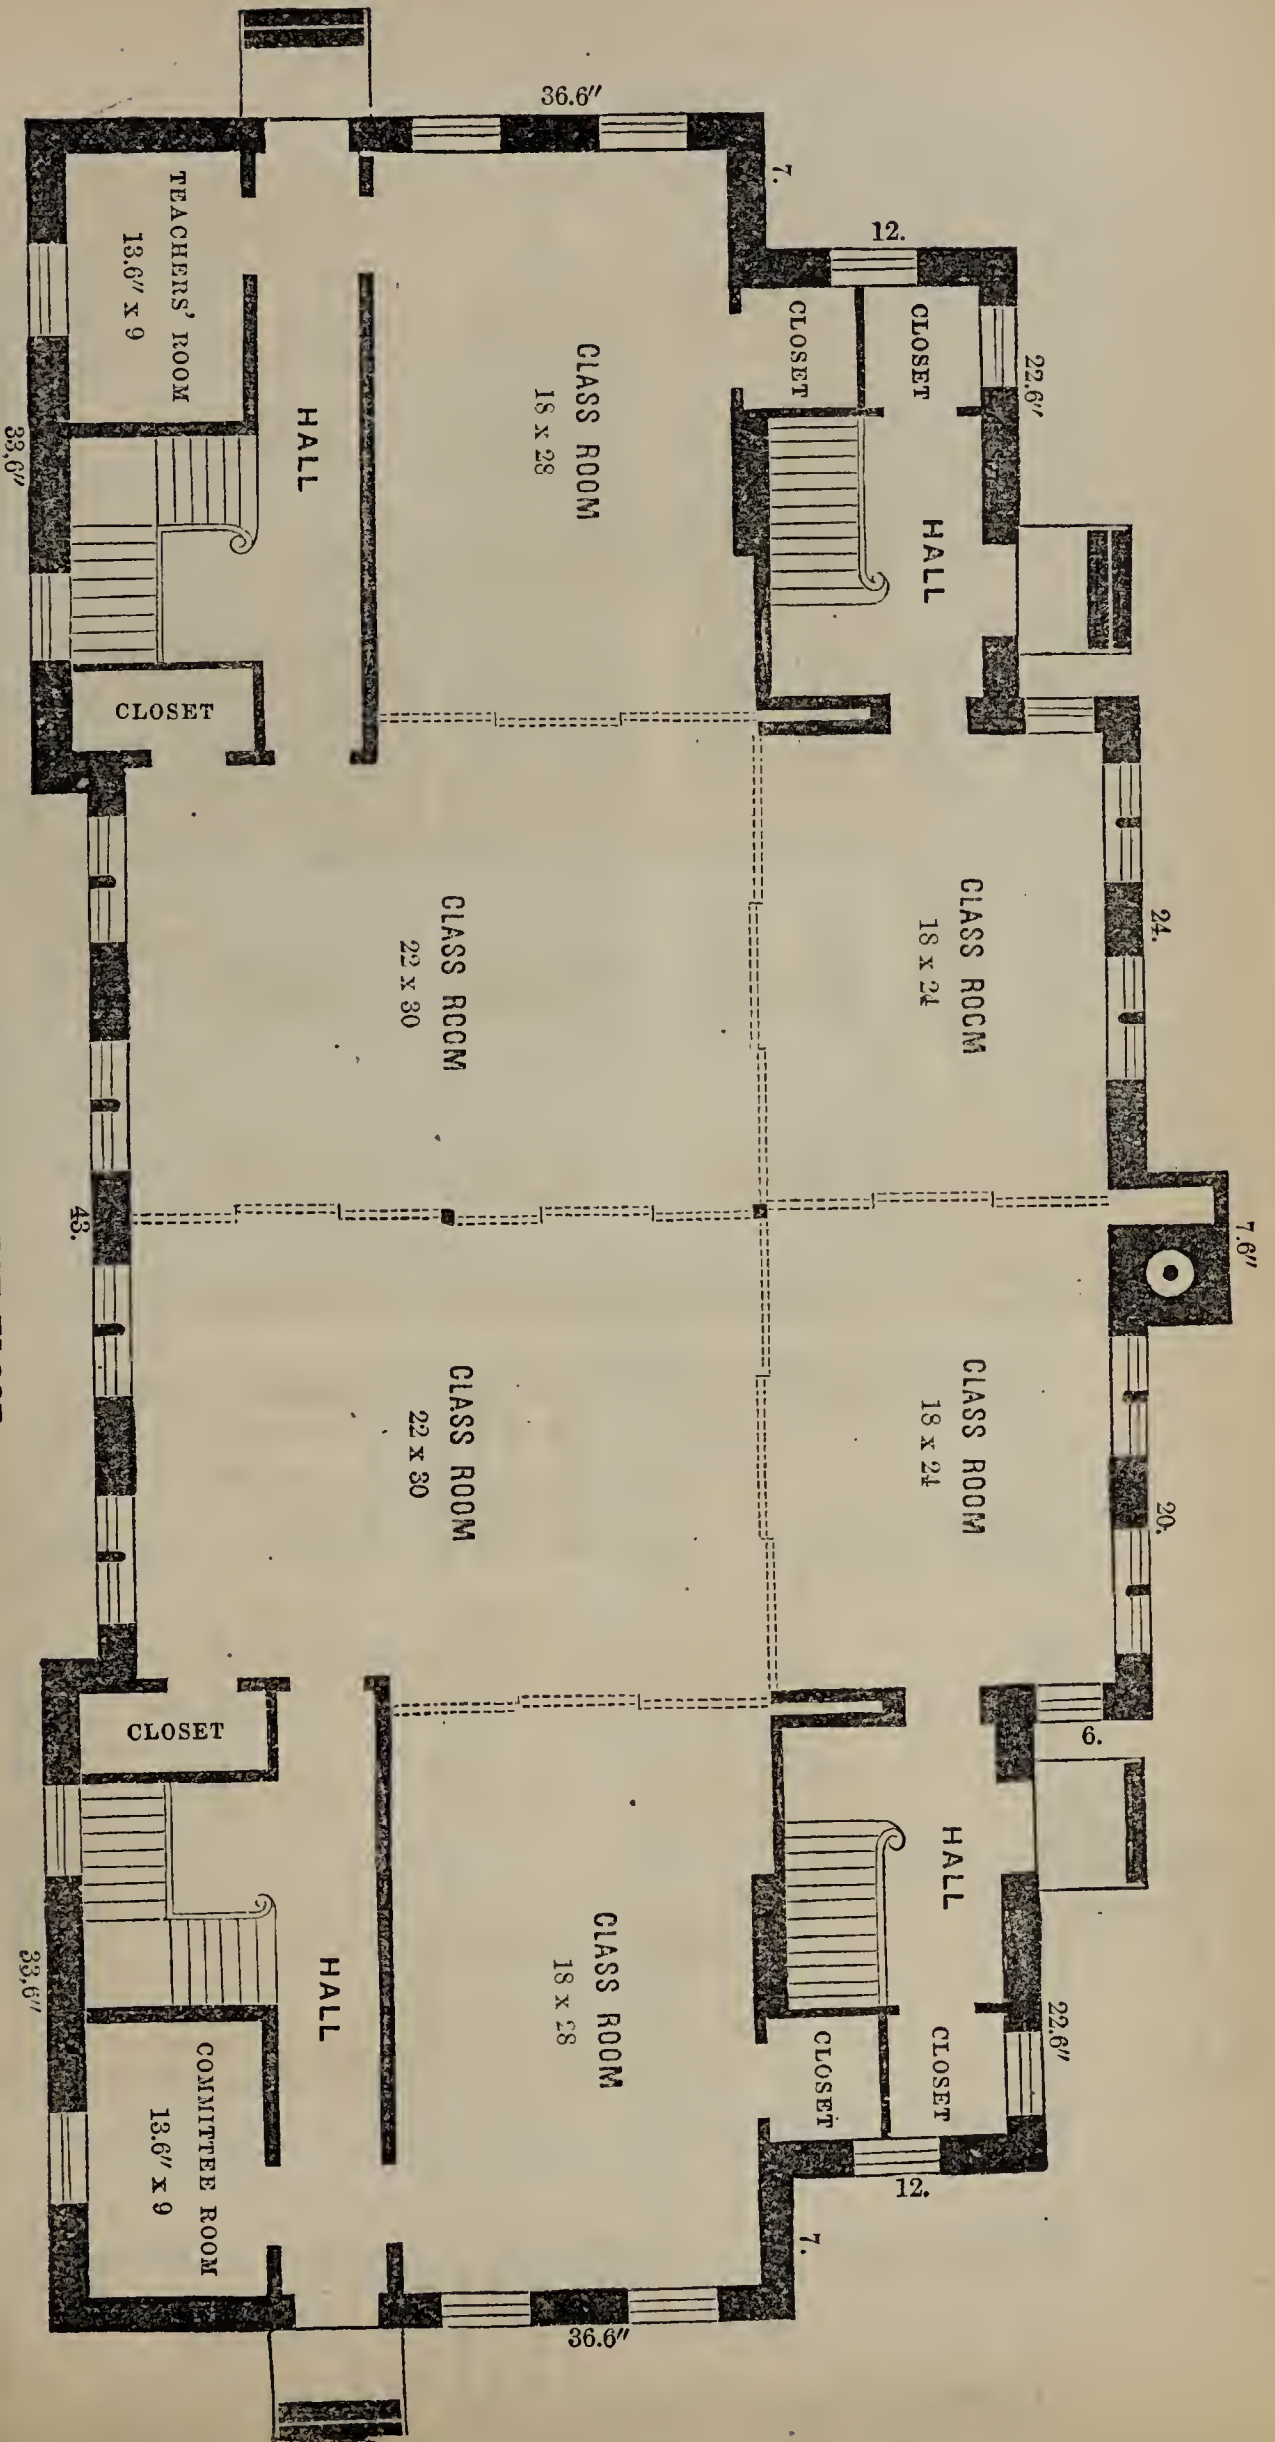 36.6″
7.
12.
22.6″
TEACHERS' ROOM
13.6″ x 9
HALL
CLASS ROOM
18 x 28
CLOSET
CLOSET
HALL
33,6″
CLOSET
CLASS ROOM
22 x 30
CLASS ROOM
18 x 24
24.
43.
7.6″
CLASS ROOM
22 x 30
CLASS ROOM
18 x 24
20.
CLOSET
6.
HALL
HALL
CLASS ROOM
18 x 28
33,6″
22.6″
COMMITTEE ROOM
13.6″ x 9
CLOSET
CLOSET
12.
7.
36.6″